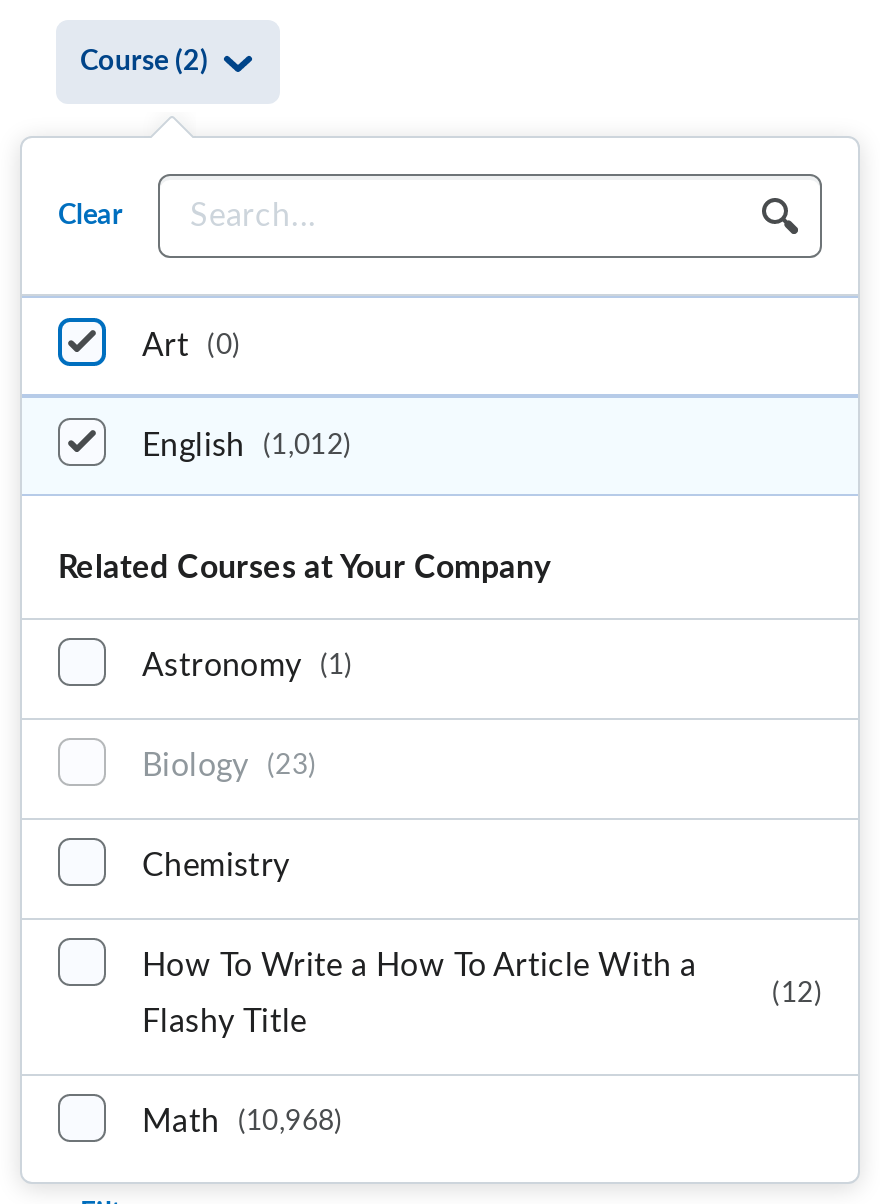 Course (2)
Clear
Search...
Art (0)
English (1,012)
Related Courses at Your Company
Astronomy (1)
Biology (23)
Chemistry
How To Write a How To Article With a
Flashy Title
(12)
Math (10,968)